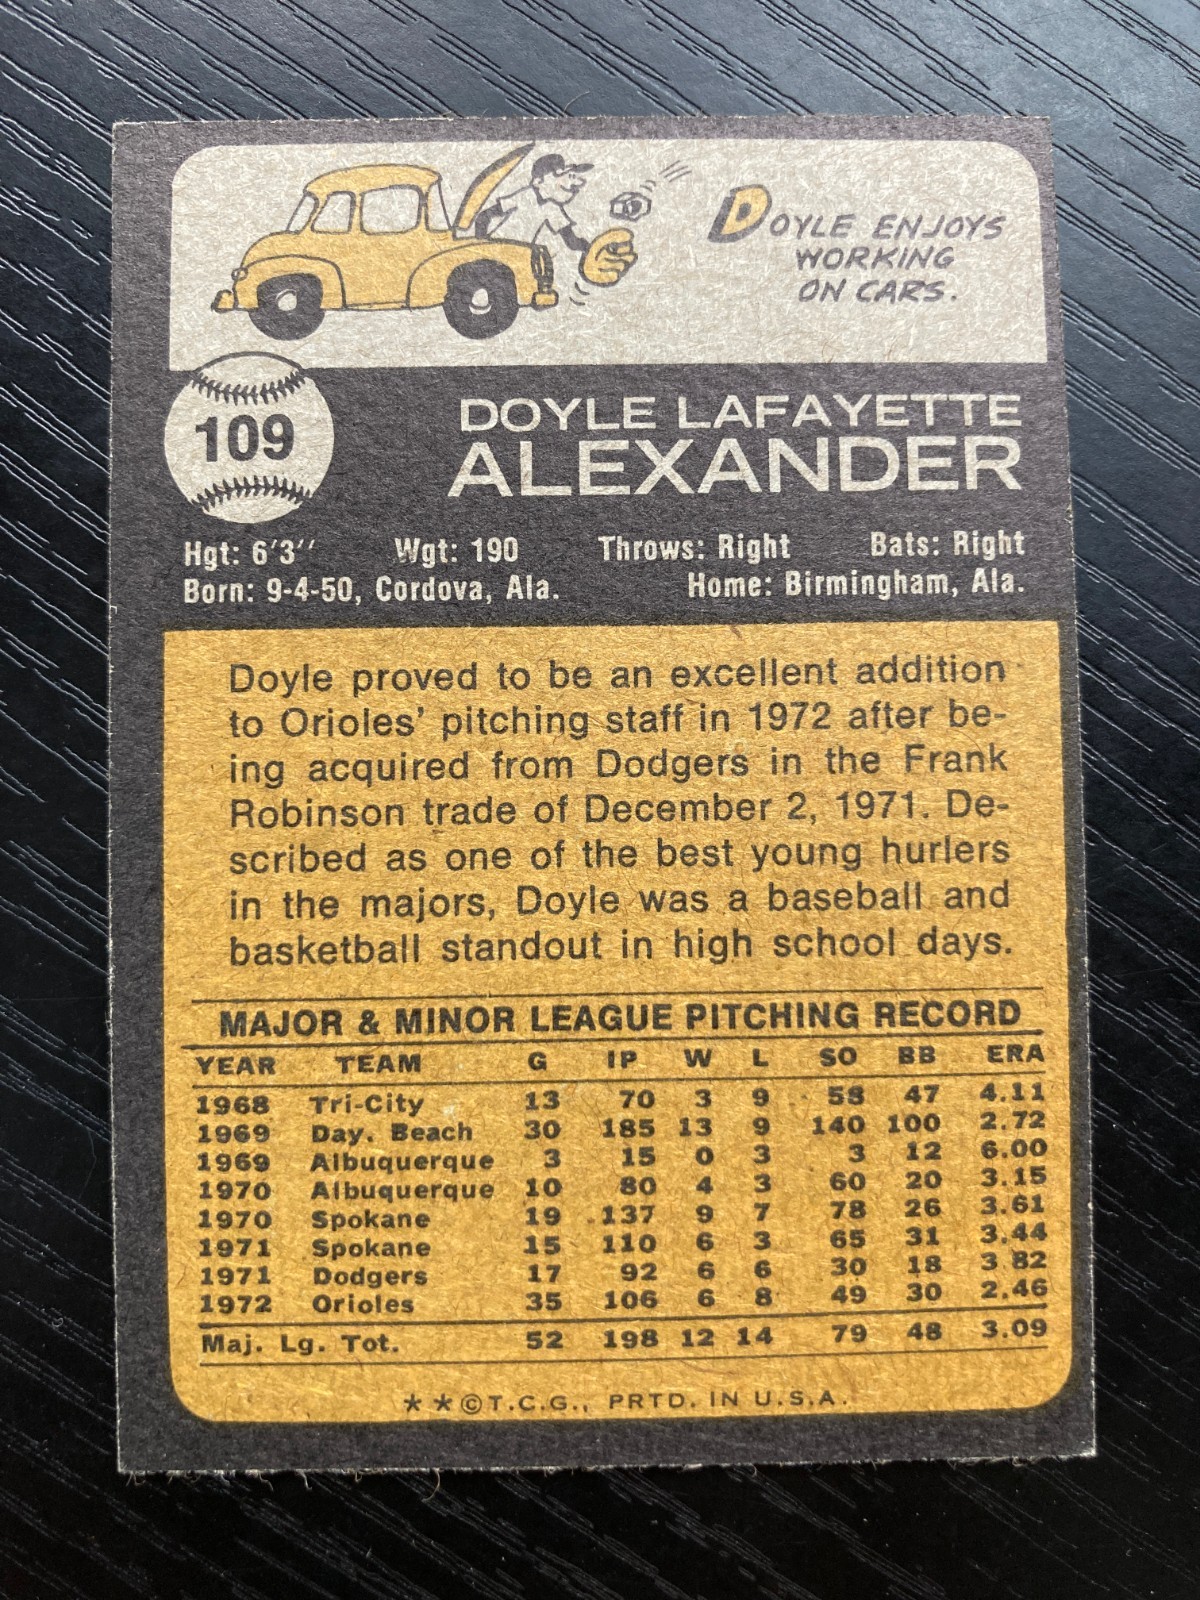 DOYLE ENJOYS
WORKING
ON CARS.
109
DOYLE LAFAYETTE
ALEXANDER
Hgt: 6'3'' Wgt: 190 Throws: Right Bats: Right
Born: 9-4-50, Cordova, Ala. Home: Birmingham, Ala.
Doyle proved to be an excellent addition
to Orioles' pitching staff in 1972 after be-
ing acquired from Dodgers in the Frank
Robinson trade of December 2, 1971. De-
scribed as one of the best young hurlers
in the majors, Doyle was a baseball and
basketball standout in high school days.
MAJOR & MINOR LEAGUE PITCHING RECORD
YEAR TEAM G IP W L SO BB ERA
1968 Tri-City 13 70 3 9 58 47 4.11
1969 Day. Beach 30 185 13 9 140 100 2.72
1969 Albuquerque 3 15 0 3 3 12 6.00
1970 Albuquerque 10 80 4 3 60 20 3.15
1970 Spokane 19 137 9 7 78 26 3.61
1971 Spokane 15 110 6 3 65 31 3.44
1971 Dodgers 17 92 6 6 30 18 3.82
1972 Orioles 35 106 6 8 49 30 2.46
Maj. Lg. Tot. 52 198 12 14 79 48 3.09
★ ★ © T.C.G., PRTD. IN U.S.A.